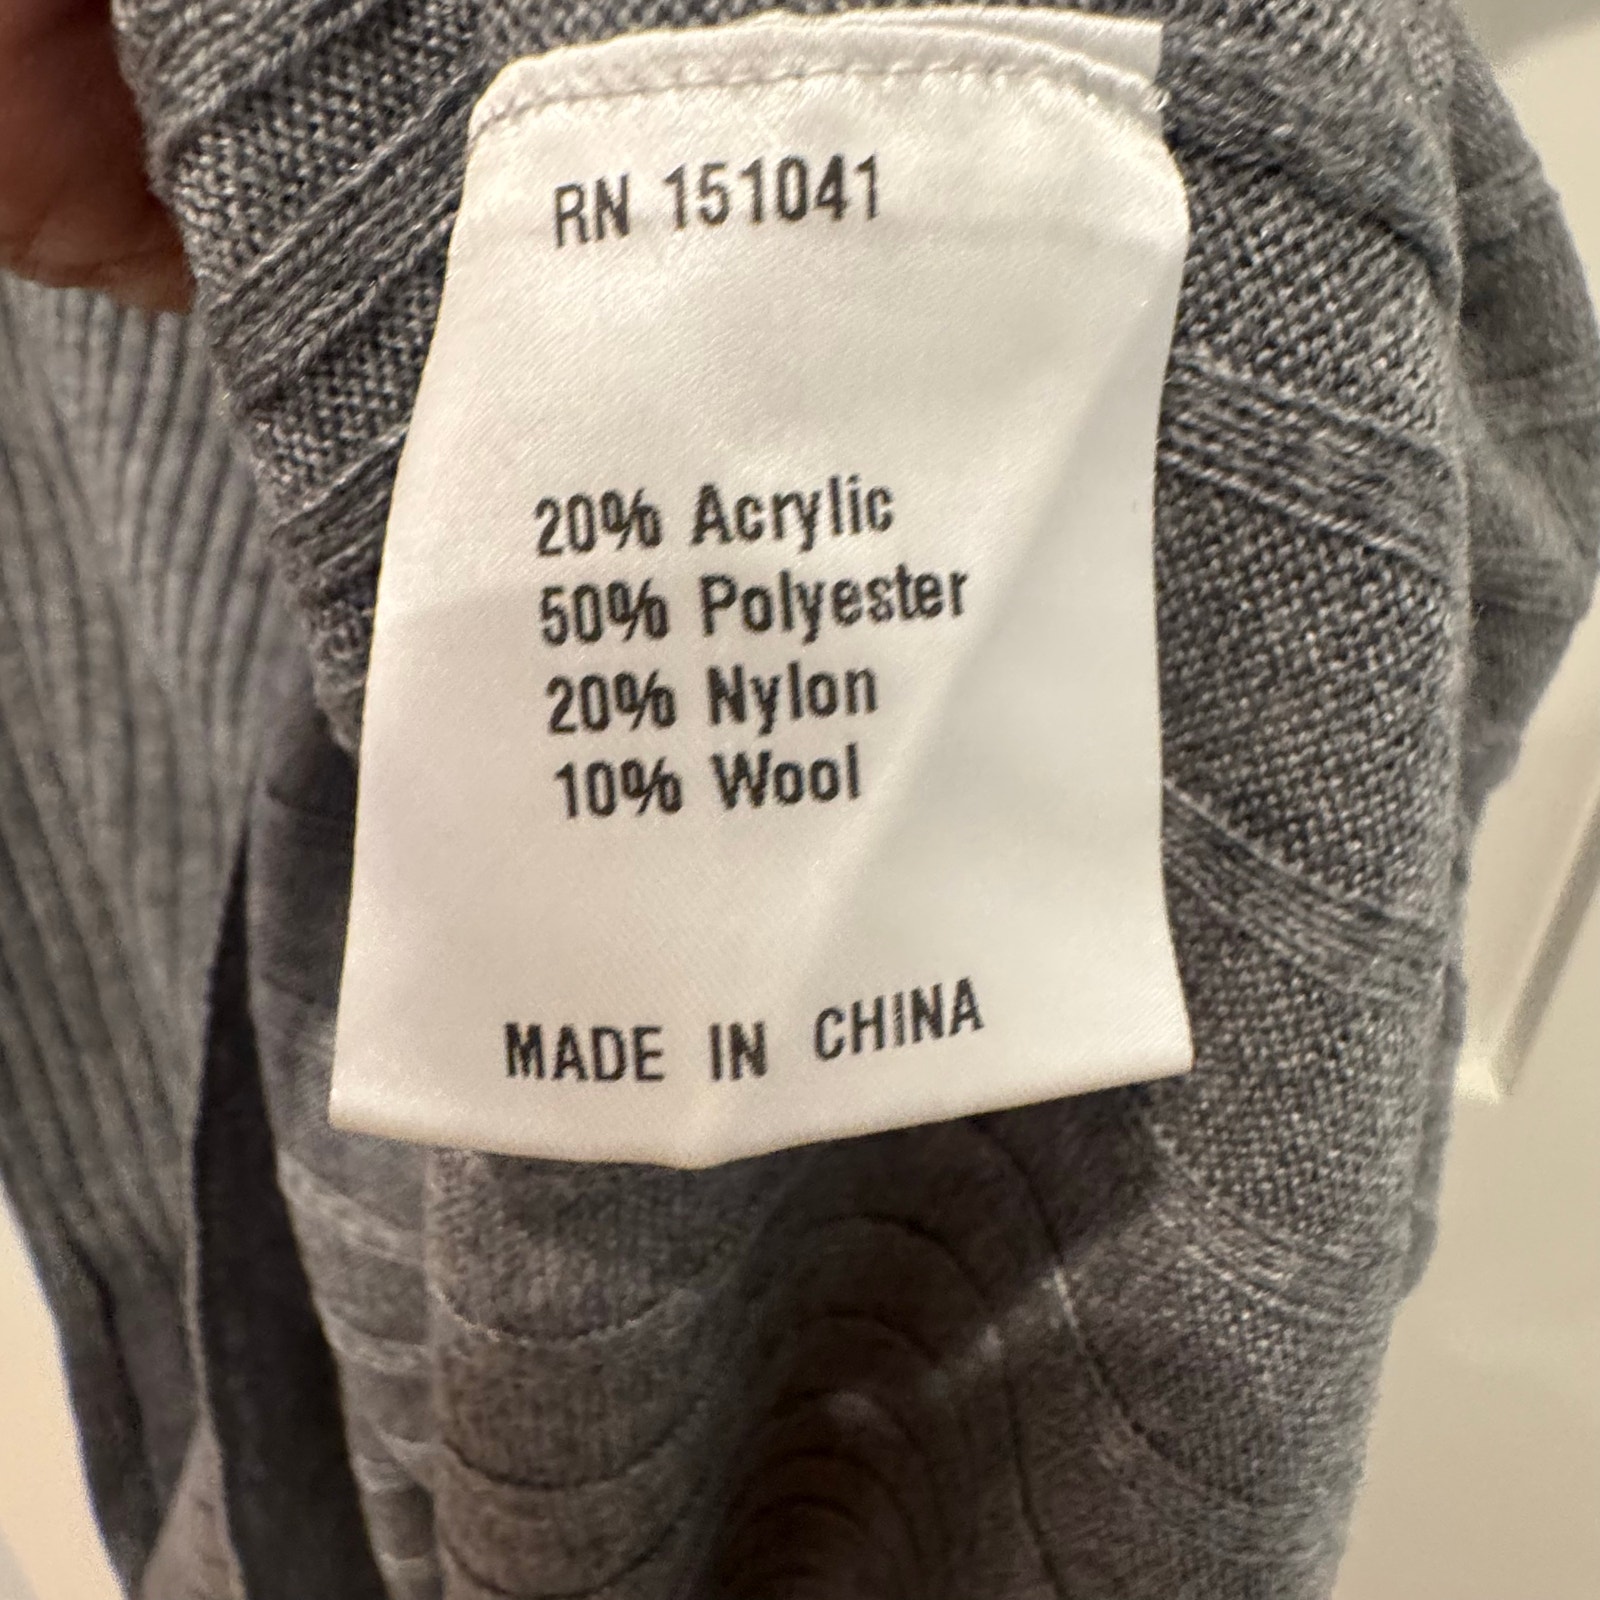 RN 151041
20% Acrylic
50% Polyester
20% Nylon
10% Wool
MADE IN CHINA